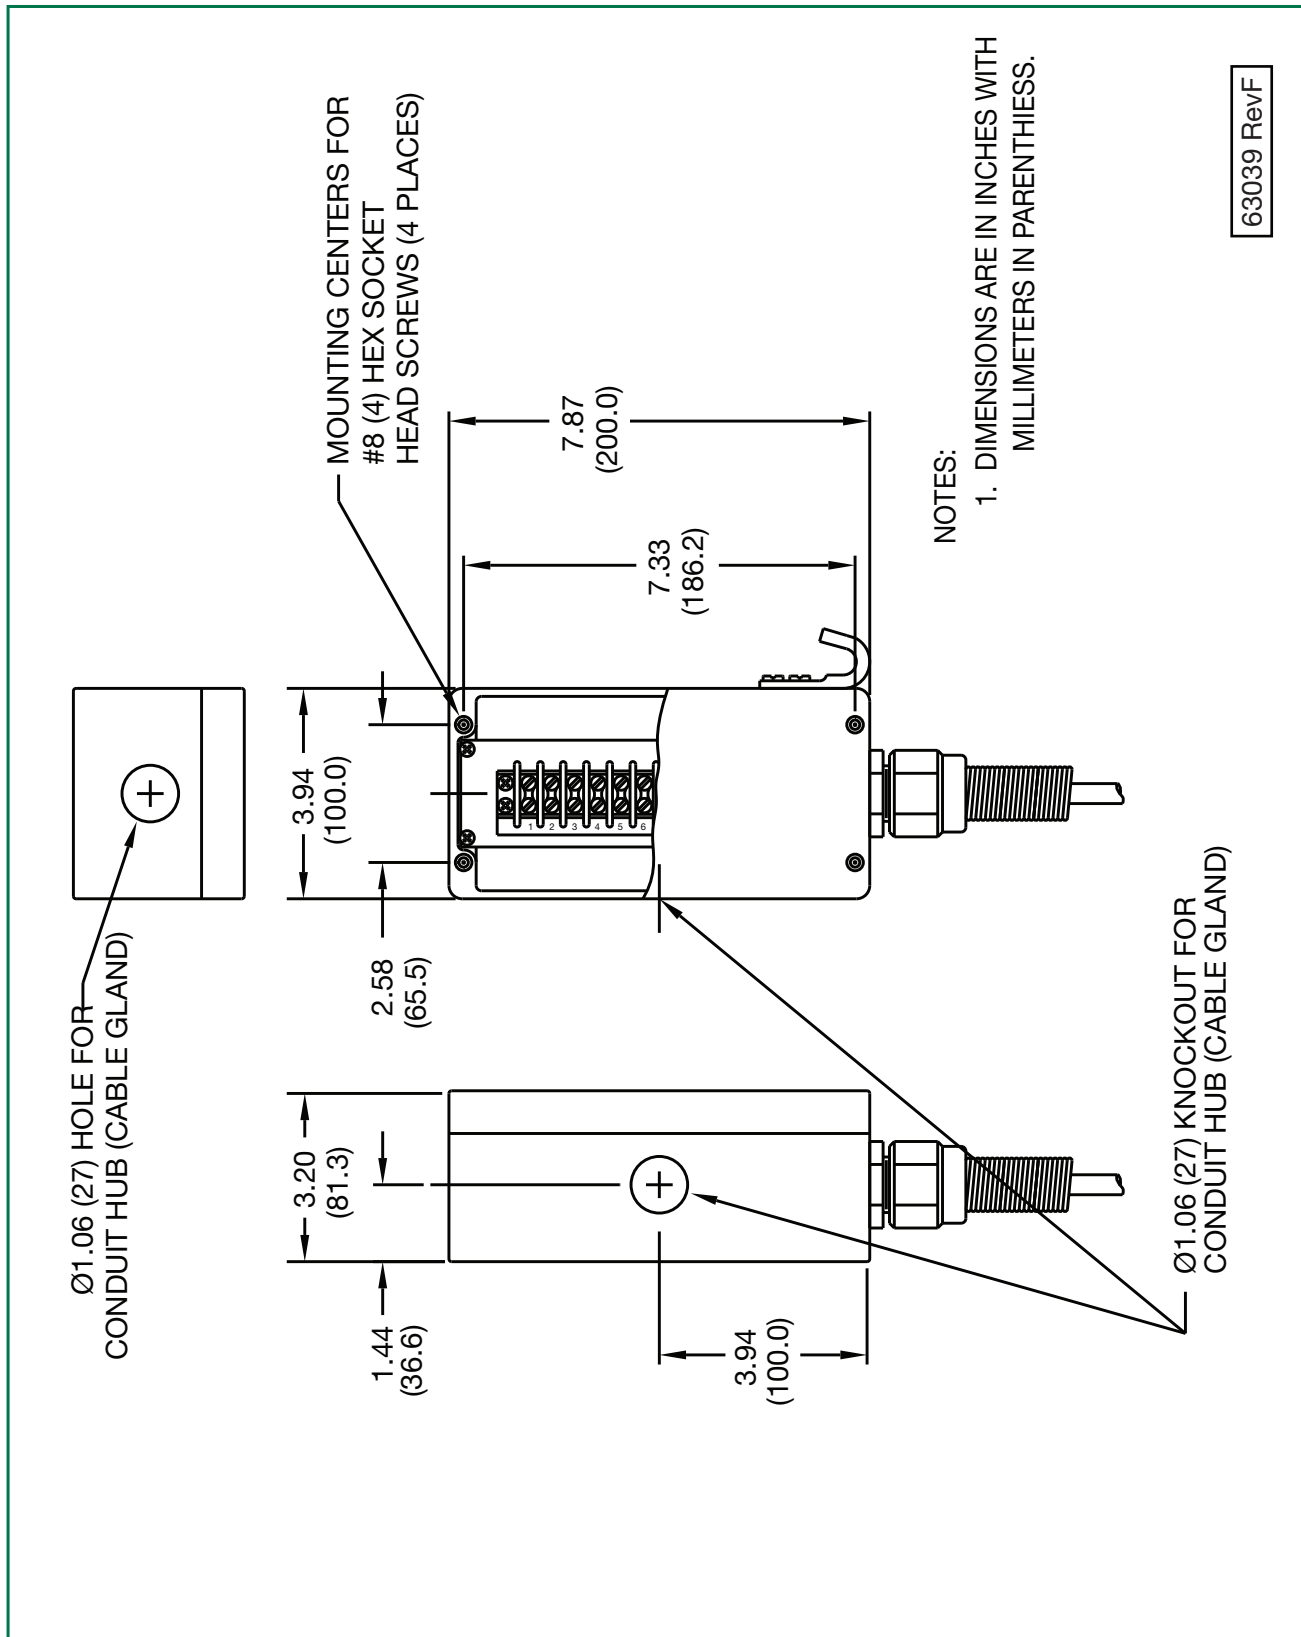 Ø1.06 (27) HOLE FOR
CONDUIT HUB (CABLE GLAND)
MOUNTING CENTERS FOR
#8 (4) HEX SOCKET
HEAD SCREWS (4 PLACES)
3.94
(100.0)
2.58
(65.5)
7.87
(200.0)
7.33
(186.2)
1
2
3
4
5
6
3.20
(81.3)
1.44
(36.6)
3.94
(100.0)
Ø1.06 (27) KNOCKOUT FOR
CONDUIT HUB (CABLE GLAND)
NOTES:
1. DIMENSIONS ARE IN INCHES WITH
MILLIMETERS IN PARENTHIESS.
63039 RevF